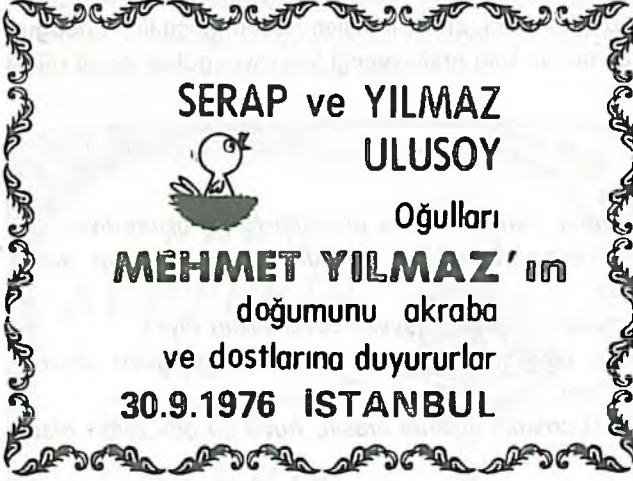 SERAP ve YILMAZ
ULUSOY
Oğulları
MEHMET YILMAZ'ın
doğumunu akraba
ve dostlarına duyururlar
30.9.1976 İSTANBUL